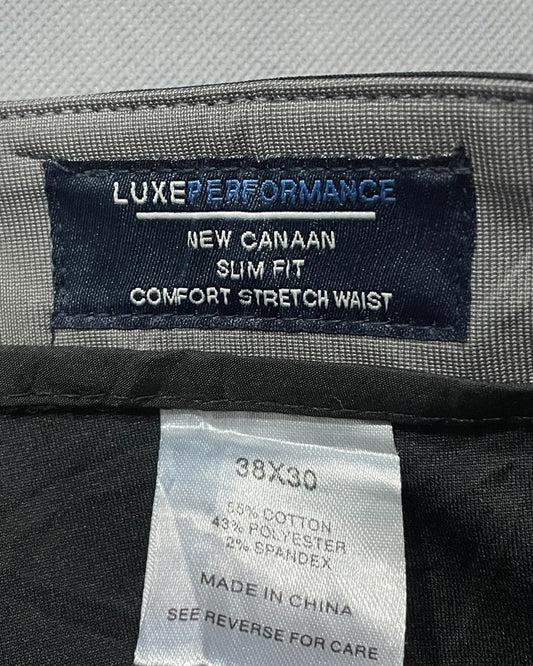 LUXEPERFORMANCE
NEW CANAAN
SLIM FIT
COMFORT STRETCH WAIST
38X30
55% COTTON
43% POLYESTER
2% SPANDEX
MADE IN CHINA
SEE REVERSE FOR CARE